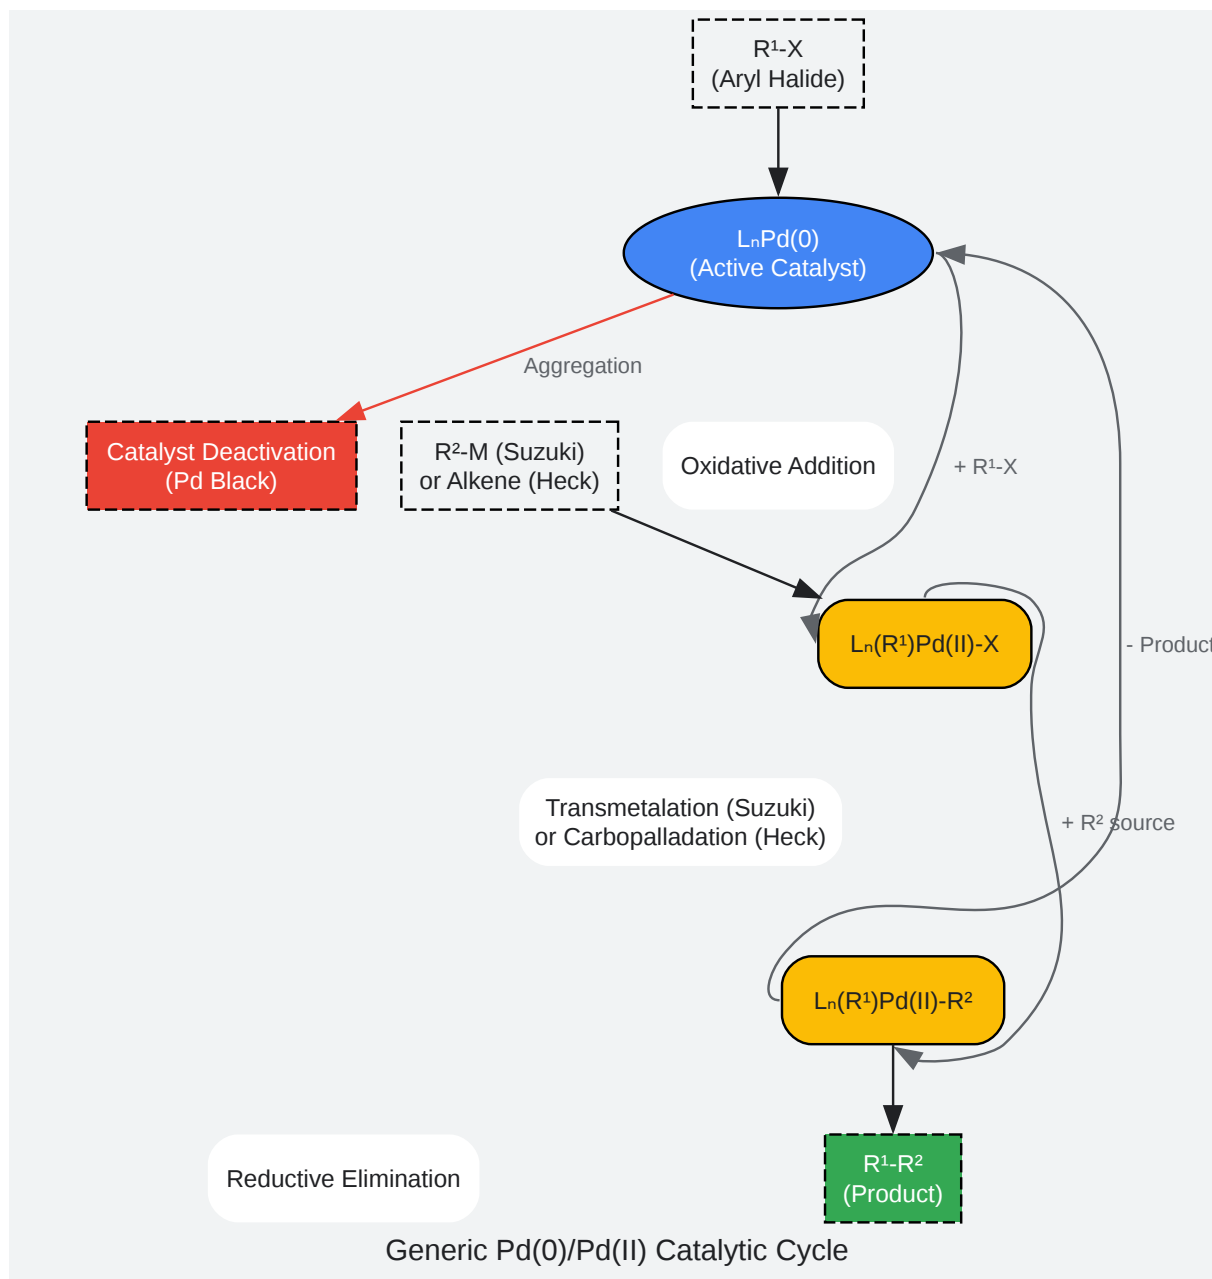 R¹-X
(Aryl Halide)
LₙPd(0)
(Active Catalyst)
Aggregation
Catalyst Deactivation
(Pd Black)
R²-M (Suzuki)
or Alkene (Heck)
Oxidative Addition
+ R¹-X
Lₙ(R¹)Pd(II)-X
- Product
Transmetalation (Suzuki)
or Carbopalladation (Heck)
+ R² source
Lₙ(R¹)Pd(II)-R²
R¹-R²
(Product)
Reductive Elimination
Generic Pd(0)/Pd(II) Catalytic Cycle